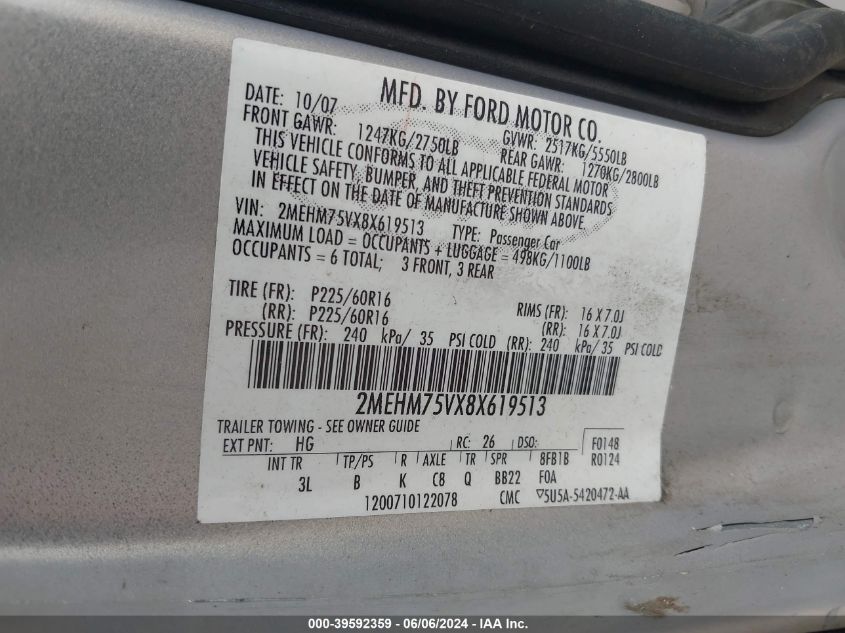 DATE: 10/07 MFD. BY FORD MOTOR CO.
FRONT GAWR: 1247KG/2750LB GVWR: 2517KG/5550LB
REAR GAWR: 1270KG/2800LB
THIS VEHICLE CONFORMS TO ALL APPLICABLE FEDERAL MOTOR
VEHICLE SAFETY, BUMPER, AND THEFT PREVENTION STANDARDS
IN EFFECT ON THE DATE OF MANUFACTURE SHOWN ABOVE.
VIN: 2MEHM75VX8X619513 TYPE: Passenger Car
MAXIMUM LOAD = OCCUPANTS + LUGGAGE = 498KG/1100LB
OCCUPANTS = 6 TOTAL; 3 FRONT, 3 REAR
TIRE (FR): P225/60R16 RIMS (FR): 16 X 7.0J
(RR): P225/60R16 (RR): 16 X 7.0J
PRESSURE (FR): 240 kPa/ 35 PSI COLD (RR): 240 kPa/ 35 PSI COLD
2MEHM75VX8X619513
TRAILER TOWING - SEE OWNER GUIDE
EXT PNT: HG RC: 26 DSO: F0148
INT TR TP/PS R AXLE TR SPR 8FB1B R0124
3L B K C8 Q BB22 FOA
1200710122078 CMC ▽5U5A-5420472-AA
000-39592359 - 06/06/2024 - IAA Inc.